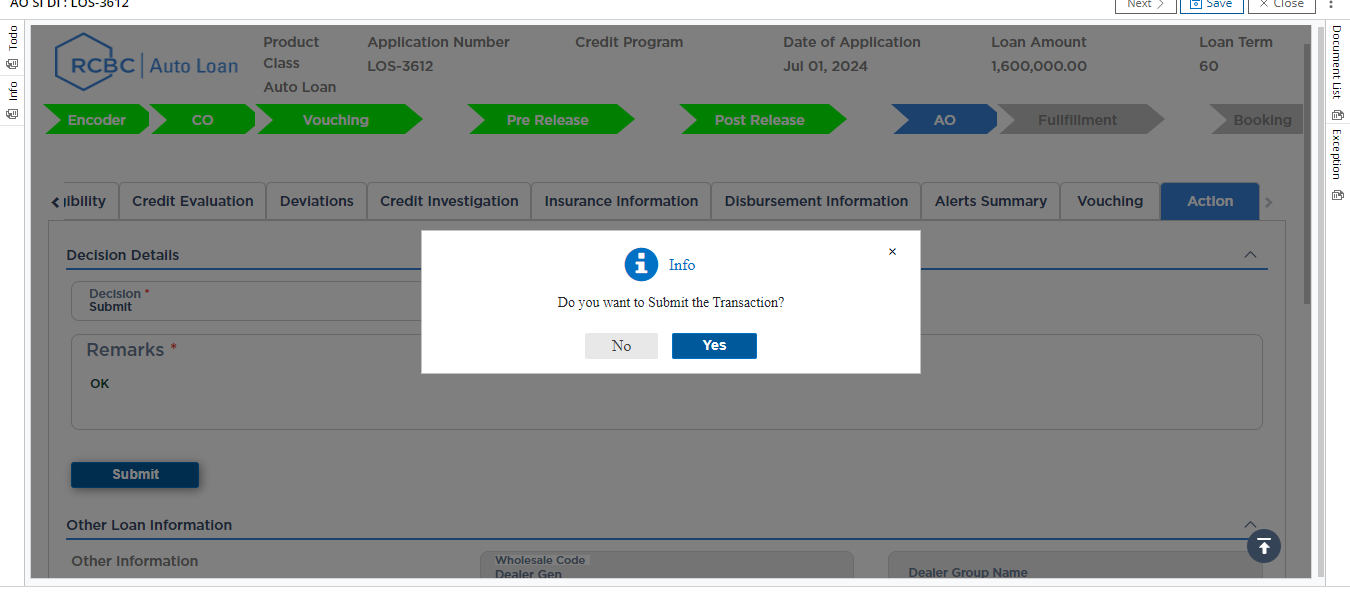 AO SI DI : LOS-3612
Next Save Close
Todo
Info
RCBC Auto Loan
Product Class
Auto Loan
Application Number
LOS-3612
Credit Program
Date of Application
Jul 01, 2024
Loan Amount
1,600,000.00
Loan Term
60
Document List
Exception
Encoder CO Vouching Pre Release Post Release AO Fullfillment Booking
ibility Credit Evaluation Deviations Credit Investigation Insurance Information Disbursement Information Alerts Summary Vouching Action
Decision Details
Decision *
Submit
Remarks *
OK
Info
×
Do you want to Submit the Transaction?
No Yes
Submit
Other Loan Information
Other Information
Wholesale Code
Dealer Gen
Dealer Group Name